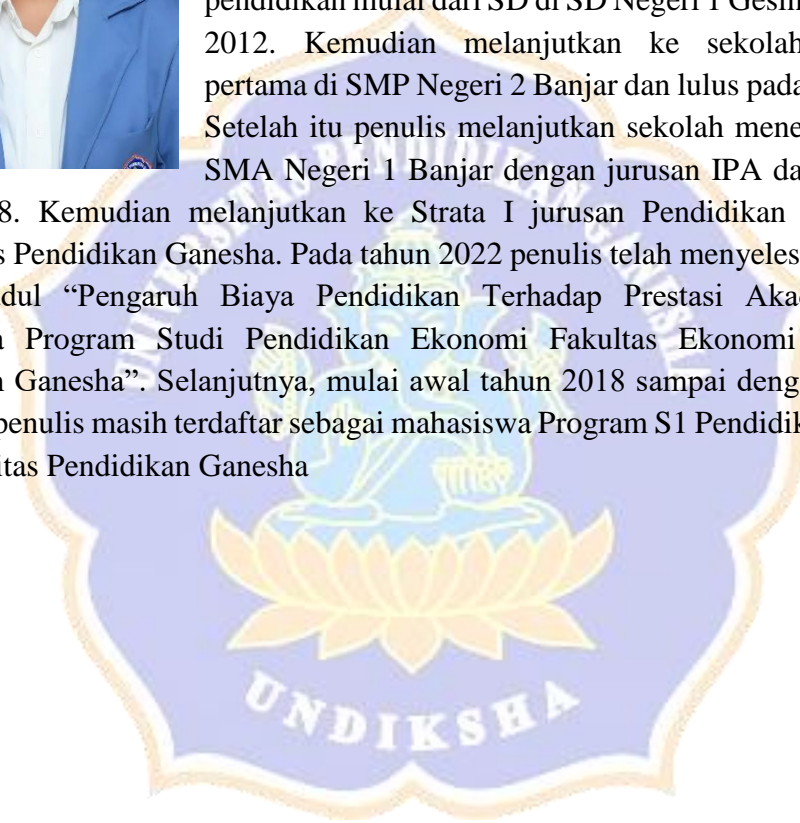 pendidikan mulai dari SD di SD Negeri 1
2012. Kemudian melanjutkan ke sekolah
pertama di SMP Negeri 2 Banjar dan lulus pada
Setelah itu penulis melanjutkan sekolah mene
SMA Negeri 1 Banjar dengan jurusan IPA da
8. Kemudian melanjutkan ke Strata I jurusan Pendidikan
s Pendidikan Ganesha. Pada tahun 2022 penulis telah menyeles
dul “Pengaruh Biaya Pendidikan Terhadap Prestasi Aka
a Program Studi Pendidikan Ekonomi Fakultas Ekonomi
n Ganesha”. Selanjutnya, mulai awal tahun 2018 sampai deng
penulis masih terdaftar sebagai mahasiswa Program S1 Pendidik
itas Pendidikan Ganesha
UNIVERSITAS PENDIDIKAN GANESHA
UNDIKSHA